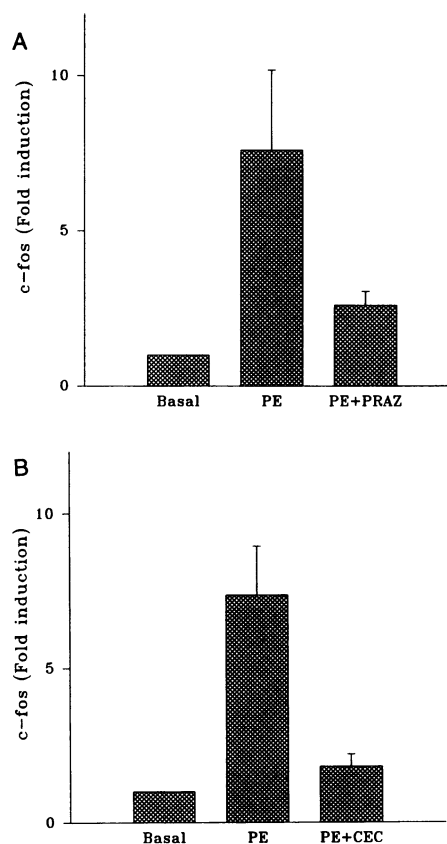 A
c-fos (Fold induction)
10
5
0
Basal PE PE+PRAZ
B
c-fos (Fold induction)
10
5
0
Basal PE PE+CEC